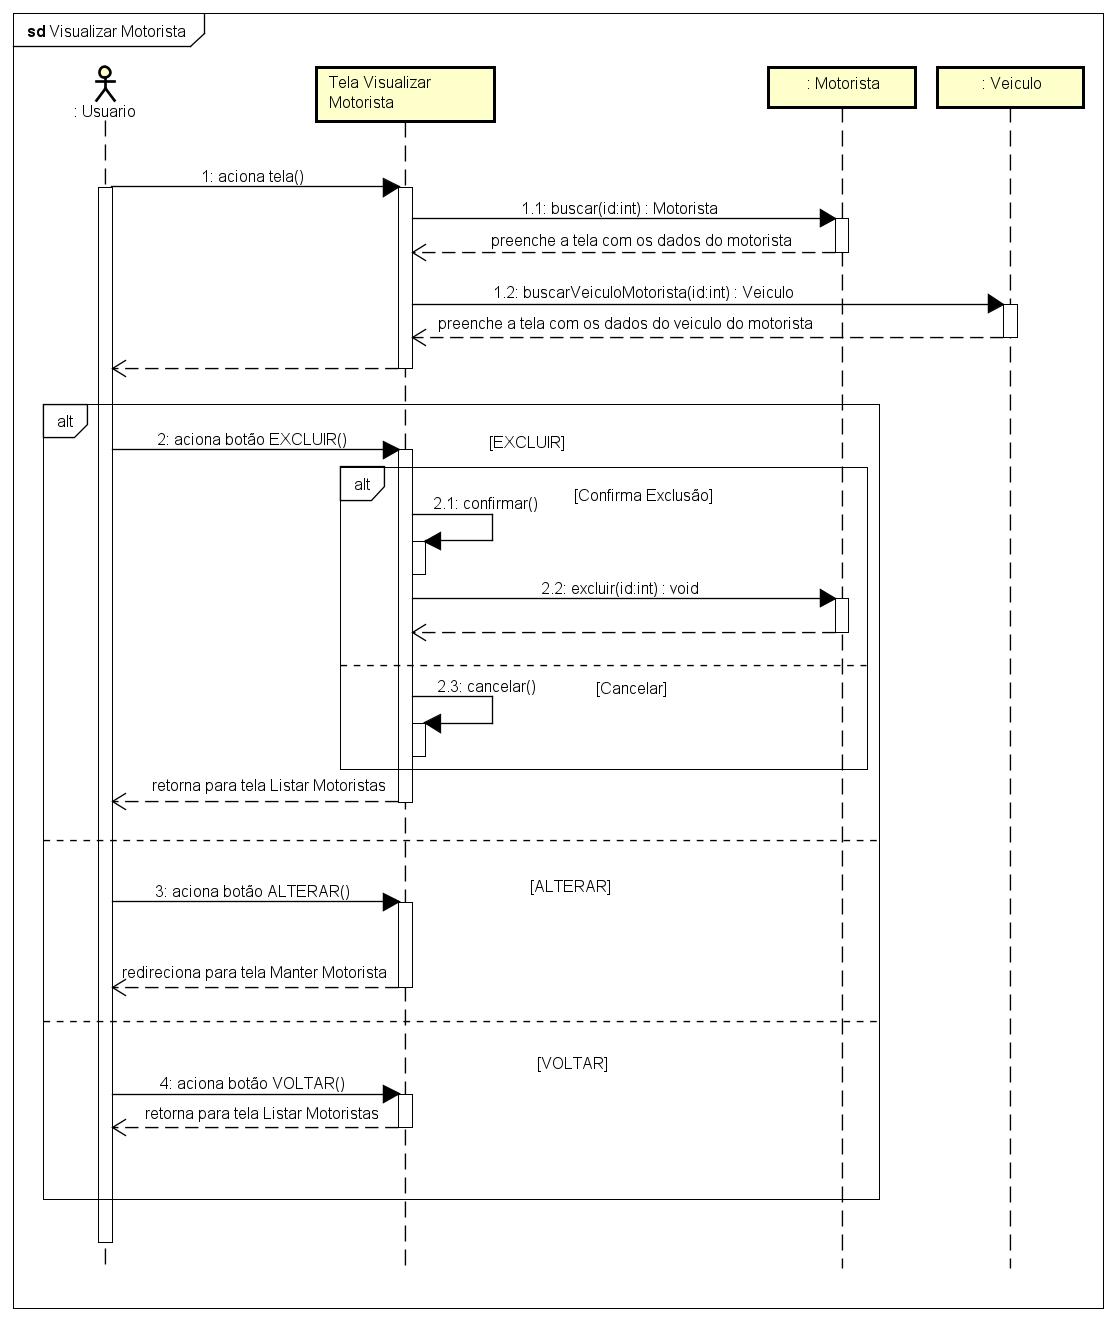 sd Visualizar Motorista
: Usuario
Tela Visualizar
Motorista
: Motorista
: Veiculo
1: aciona tela()
1.1: buscar(id:int) : Motorista
preenche a tela com os dados do motorista
1.2: buscarVeiculoMotorista(id:int) : Veiculo
preenche a tela com os dados do veiculo do motorista
alt
2: aciona botão EXCLUIR()
[EXCLUIR]
alt
[Confirma Exclusão]
2.1: confirmar()
2.2: excluir(id:int) : void
2.3: cancelar()
[Cancelar]
retorna para tela Listar Motoristas
[ALTERAR]
3: aciona botão ALTERAR()
redireciona para tela Manter Motorista
[VOLTAR]
4: aciona botão VOLTAR()
retorna para tela Listar Motoristas